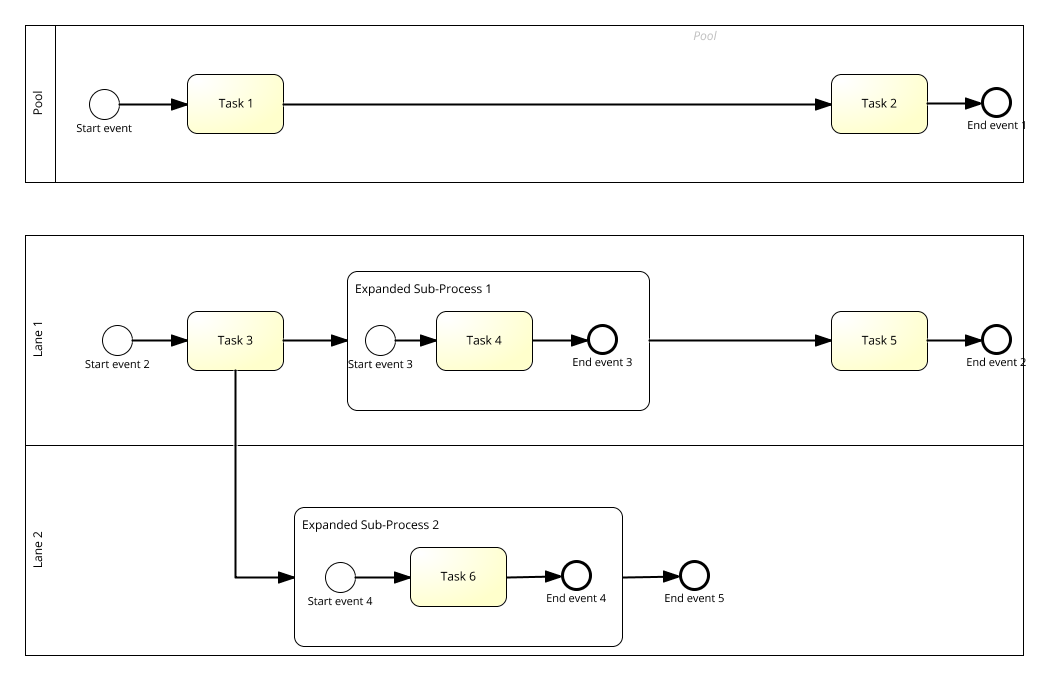 Pool
Pool
Task 1
Task 2
Start event
End event 1
Expanded Sub-Process 1
Lane 1
Task 3
Task 4
Task 5
Start event 2
Start event 3
End event 3
End event 2
Expanded Sub-Process 2
Lane 2
Task 6
Start event 4
End event 4
End event 5